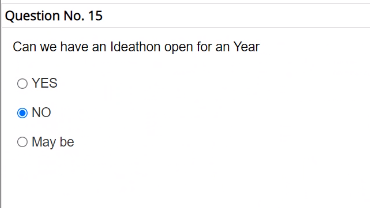 Question No. 15
Can we have an Ideathon open for an Year
YES
NO
May be